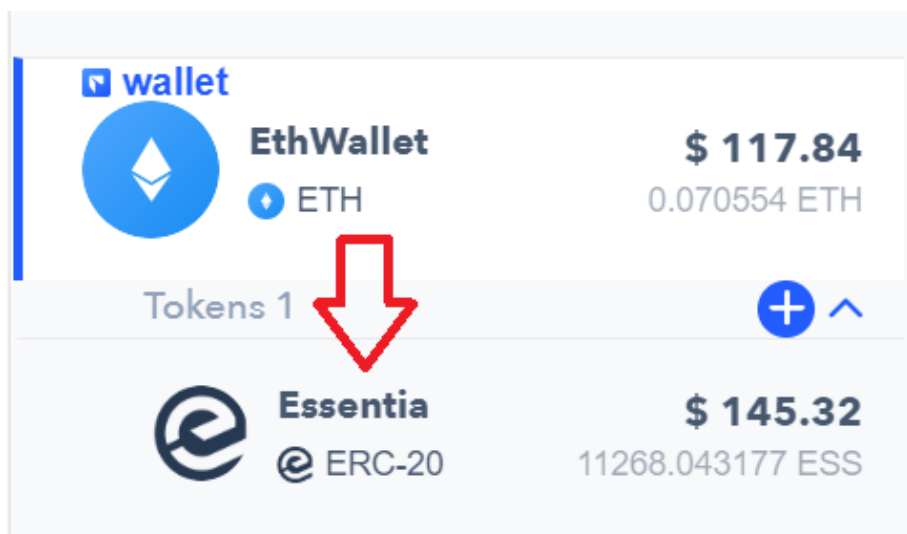 wallet
EthWallet $ 117.84
ETH 0.070554 ETH
Tokens 1
Essentia $ 145.32
ERC-20 11268.043177 ESS